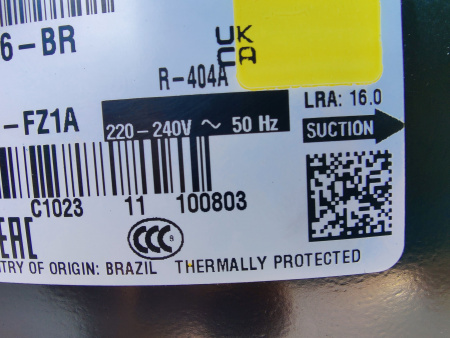 6-BR
UK
CA
R-404A
-FZ1A
220-240V ~ 50 Hz
LRA: 16.0
SUCTION
C1023 11 100803
EAC
CCC
TRY OF ORIGIN: BRAZIL THERMALLY PROTECTED